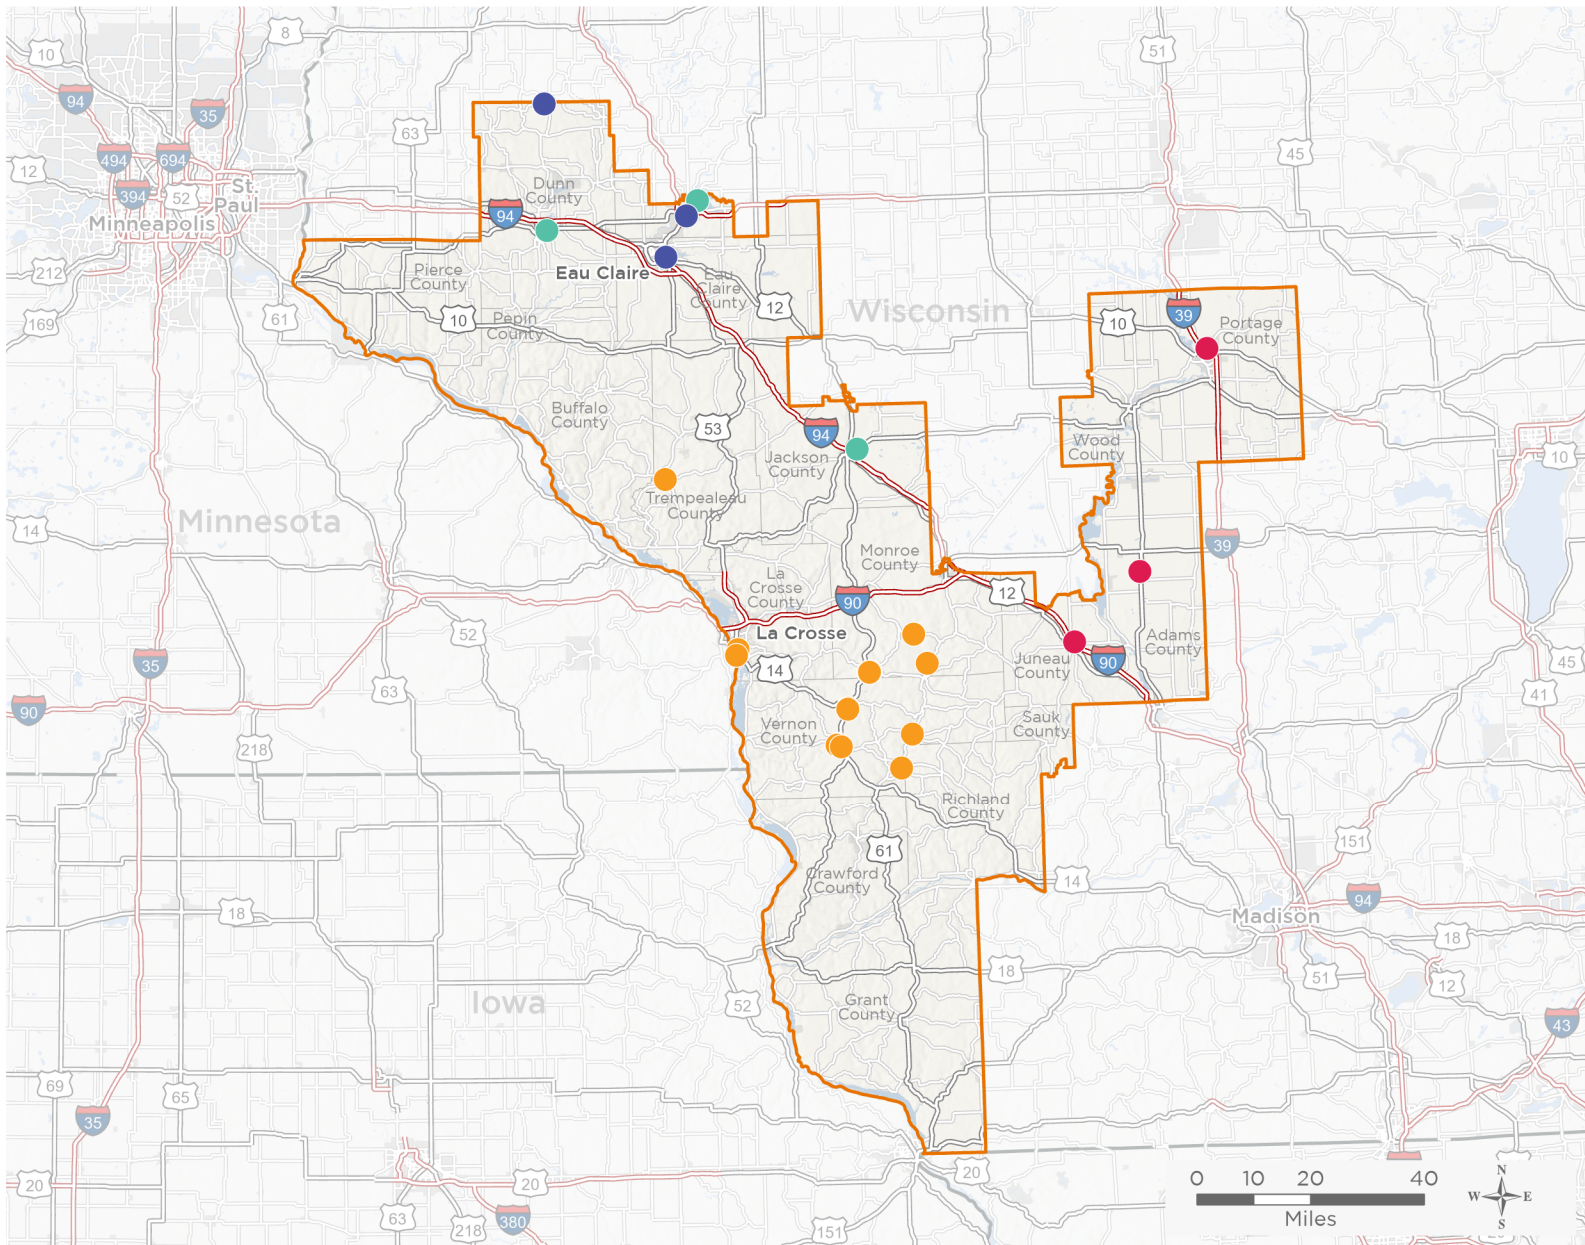 8
51
10
94
35
63
45
494
694
12
394
52
St.
Paul
Minneapolis
Dunn
County
94
212
Pierce
County
Eau Claire
Eau
Claire
County
12
Wisconsin
169
61
10
Pepin
County
10
39
Portage
County
Buffalo
County
53
94
Jackson
County
Wood
County
10
Trempealeau
County
Minnesota
14
39
Monroe
County
La
Crosse
County
90
12
La Crosse
52
35
14
Juneau
County
90
Adams
County
45
63
41
90
218
Vernon
County
Sauk
County
Richland
County
151
61
Crawford
County
14
94
18
Madison
18
18
51
12
Iowa
52
Grant
County
43
69
65
35
20
20
20
63
218
380
151
0 10 20 40
Miles
N
W E
S